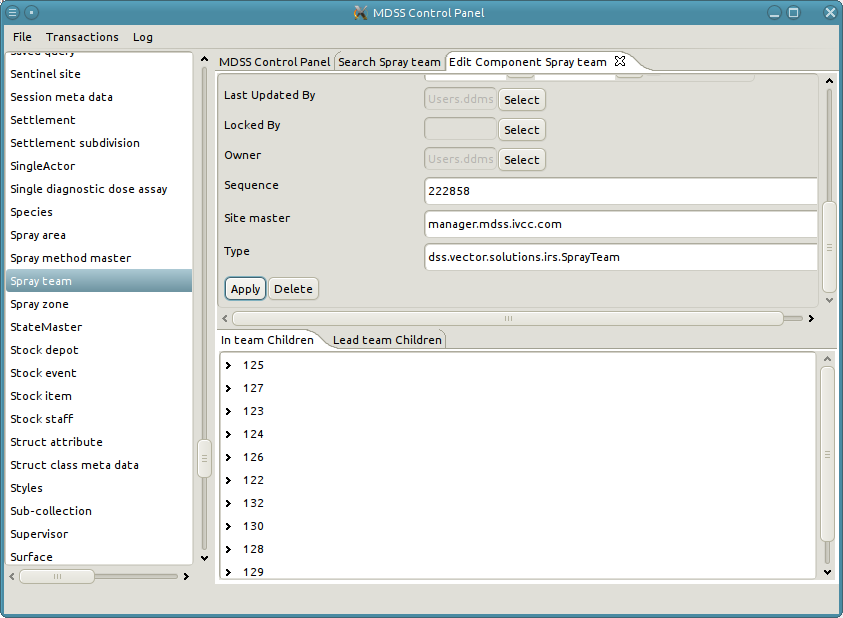 MDSS Control Panel
File Transactions Log
Saved query
Sentinel site
Session meta data
Settlement
Settlement subdivision
SingleActor
Single diagnostic dose assay
Species
Spray area
Spray method master
Spray team
Spray zone
StateMaster
Stock depot
Stock event
Stock item
Stock staff
Struct attribute
Struct class meta data
Styles
Sub-collection
Supervisor
Surface
MDSS Control Panel Search Spray team Edit Component Spray team
Last Updated By Users.ddms Select
Locked By Select
Owner Users.ddms Select
Sequence 222858
Site master manager.mdss.ivcc.com
Type dss.vector.solutions.irs.SprayTeam
Apply Delete
In team Children Lead team Children
125
127
123
124
126
122
132
130
128
129